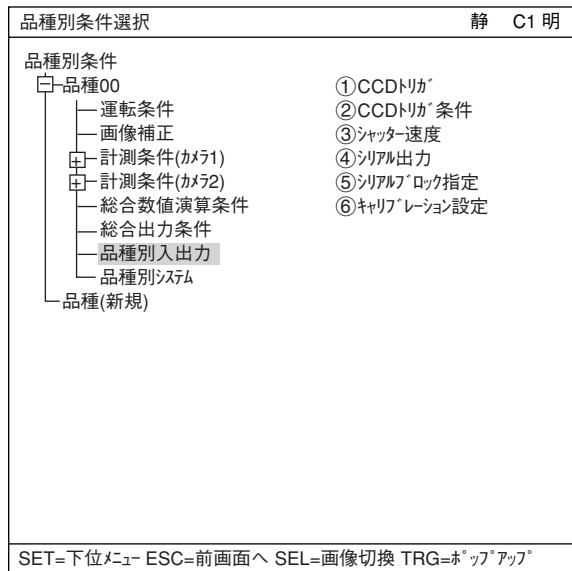 品種別条件選択 静 C1 明
品種別条件
品種00
運転条件
画像補正
計測条件(ｶﾒﾗ1)
計測条件(ｶﾒﾗ2)
総合数値演算条件
総合出力条件
品種別入出力
品種別ｼｽﾃﾑ
品種(新規)
①CCDﾄﾘｶﾞ
②CCDﾄﾘｶﾞ条件
③ｼｬｯﾀｰ速度
④ｼﾘｱﾙ出力
⑤ｼﾘｱﾙﾌﾞﾛｯｸ指定
⑥ｷｬﾘﾌﾞﾚｰｼｮﾝ設定
SET=下位ﾒﾆｭｰ ESC=前画面へ SEL=画像切換 TRG=ﾎﾟｯﾌﾟｱｯﾌﾟ